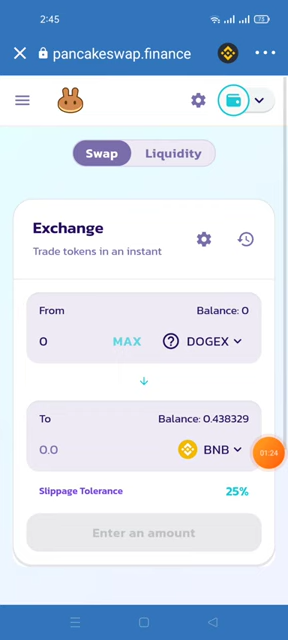 2:45
73
pancakeswap.finance
Swap
Liquidity
Exchange
Trade tokens in an instant
From
Balance: 0
0
MAX
DOGEX
To
Balance: 0.438329
0.0
BNB
01:24
Slippage Tolerance
25%
Enter an amount